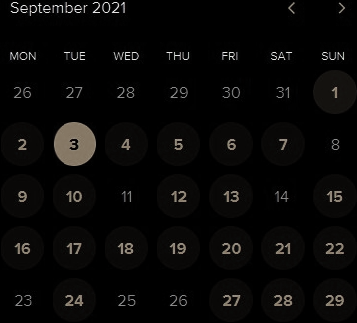 September 2021
MON TUE WED THU FRI SAT SUN
26 27 28 29 30 31 1
2 3 4 5 6 7 8
9 10 11 12 13 14 15
16 17 18 19 20 21 22
23 24 25 26 27 28 29